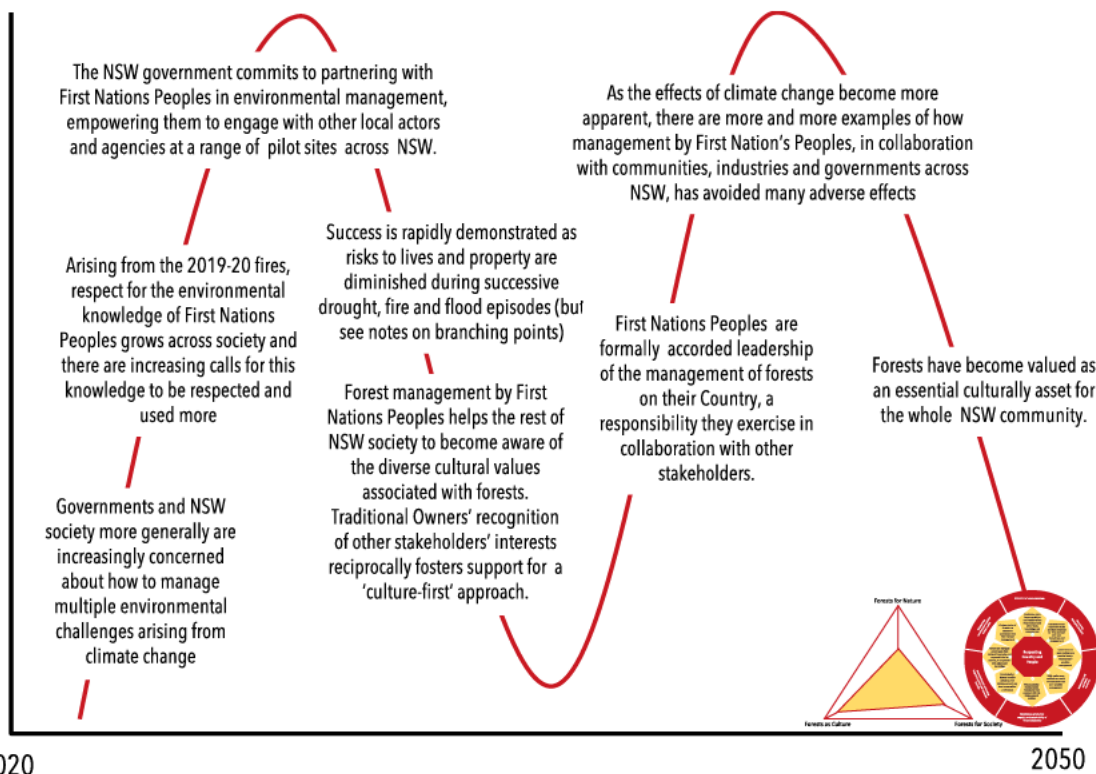 Governments and NSW
society more generally are
increasingly concerned
about how to manage
multiple environmental
challenges arising from
climate change
Arising from the 2019-20 fires,
respect for the environmental
knowledge of First Nations
Peoples grows across society and
there are increasing calls for this
knowledge to be respected and
used more
The NSW government commits to partnering with
First Nations Peoples in environmental management,
empowering them to engage with other local actors
and agencies at a range of pilot sites across NSW.
Success is rapidly demonstrated as
risks to lives and property are
diminished during successive
drought, fire and flood episodes (but
see notes on branching points)
Forest management by First
Nations Peoples helps the rest of
NSW society to become aware of
the diverse cultural values
associated with forests.
Traditional Owners' recognition
of other stakeholders' interests
reciprocally fosters support for a
'culture-first' approach.
First Nations Peoples are
formally accorded leadership
of the management of forests
on their Country, a
responsibility they exercise in
collaboration with other
stakeholders.
As the effects of climate change become more
apparent, there are more and more examples of how
management by First Nation's Peoples, in collaboration
with communities, industries and governments across
NSW, has avoided many adverse effects
Forests have become valued as
an essential culturally asset for
the whole NSW community.
Forests for Nature
Forests as Culture
Forests for Society
Respecting
Country and
People
020
2050